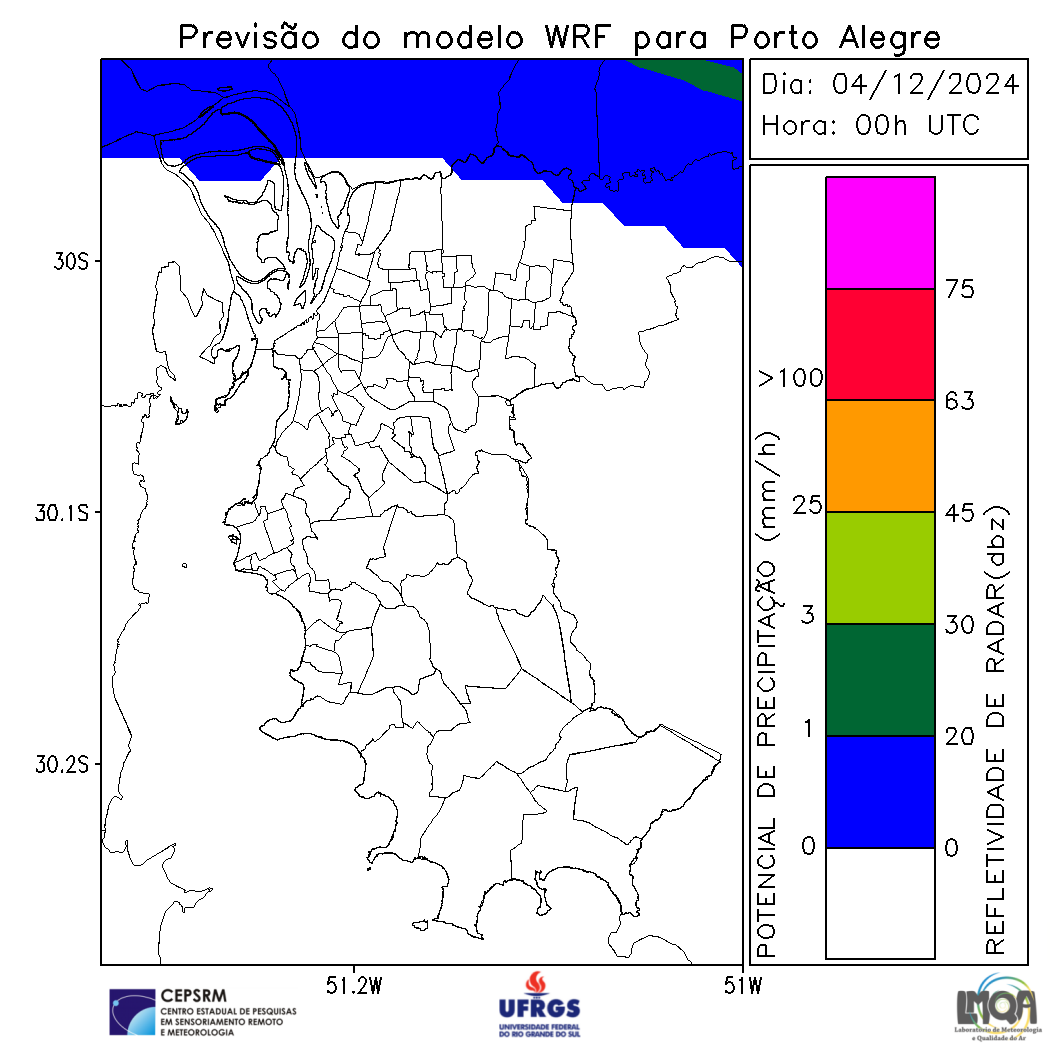 Previsão do modelo WRF para Porto Alegre
Dia: 04/12/2024
Hora: 00h UTC
30S
30.1S
30.2S
51.2W
51W
POTENCIAL DE PRECIPITAÇÃO (mm/h)
>100
25
3
1
0
75
63
45
30
20
0
REFLETIVIDADE DE RADAR(dbz)
CEPSRM
CENTRO ESTADUAL DE PESQUISAS
EM SENSORIAMENTO REMOTO
E METEOROLOGIA
UFRGS
UNIVERSIDADE FEDERAL
DO RIO GRANDE DO SUL
LMQA
Laboratório de Meteorologia
e Qualidade do Ar